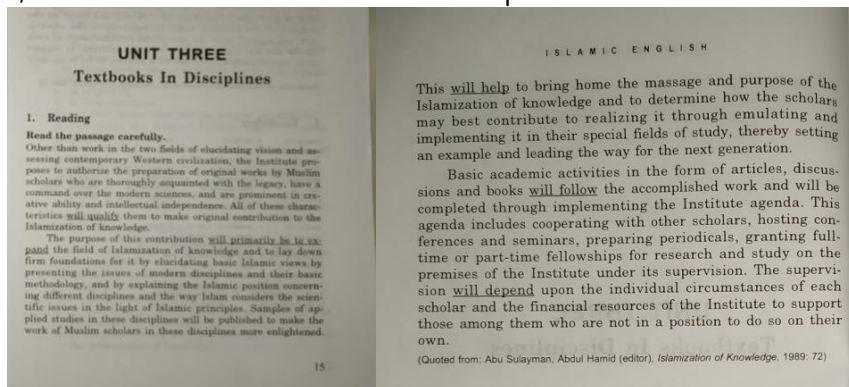 UNIT THREE
Textbooks In Disciplines
1. Reading
Read the passage carefully.
Other than work in the two fields of elucidating vision and as-
sessing contemporary Western civilization, the Institute pro-
poses to authorize the preparation of original works by Muslim
scholars who are thoroughly acquainted with the legacy, have a
command over the modern sciences, and are prominent in cre-
ative ability and intellectual independence. All of these charac-
teristics will qualify them to make original contribution to the
Islamization of knowledge.
The purpose of this contribution will primarily be to ex-
pand the field of Islamization of knowledge and to lay down
firm foundations for it by elucidating basic Islamic views by
presenting the issues of modern disciplines and their basic
methodology, and by explaining the Islamic position concern-
ing different disciplines and the way Islam considers the scien-
tific issues in the light of Islamic principles. Samples of ap-
plied studies in these disciplines will be published to make the
work of Muslim scholars in these disciplines more enlightened.
15
ISLAMIC ENGLISH
This will help to bring home the massage and purpose of the
Islamization of knowledge and to determine how the scholars
may best contribute to realizing it through emulating and
implementing it in their special fields of study, thereby setting
an example and leading the way for the next generation.
Basic academic activities in the form of articles, discus-
sions and books will follow the accomplished work and will be
completed through implementing the Institute agenda. This
agenda includes cooperating with other scholars, hosting con-
ferences and seminars, preparing periodicals, granting full-
time or part-time fellowships for research and study on the
premises of the Institute under its supervision. The supervi-
sion will depend upon the individual circumstances of each
scholar and the financial resources of the Institute to support
those among them who are not in a position to do so on their
own.
(Quoted from: Abu Sulayman, Abdul Hamid (editor), Islamization of Knowledge, 1989: 72)